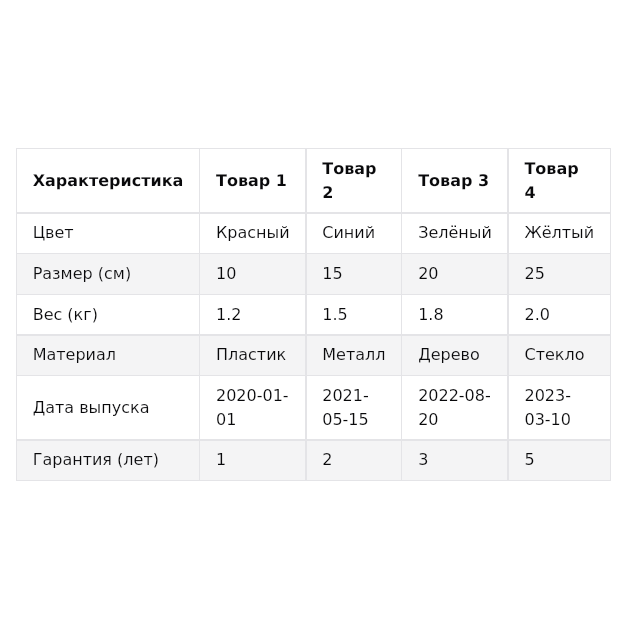 Характеристика Товар 1 Товар 2 Товар 3 Товар 4
Цвет Красный Синий Зелёный Жёлтый
Размер (см) 10 15 20 25
Вес (кг) 1.2 1.5 1.8 2.0
Материал Пластик Металл Дерево Стекло
Дата выпуска 2020-01-01 2021-05-15 2022-08-20 2023-03-10
Гарантия (лет) 1 2 3 5